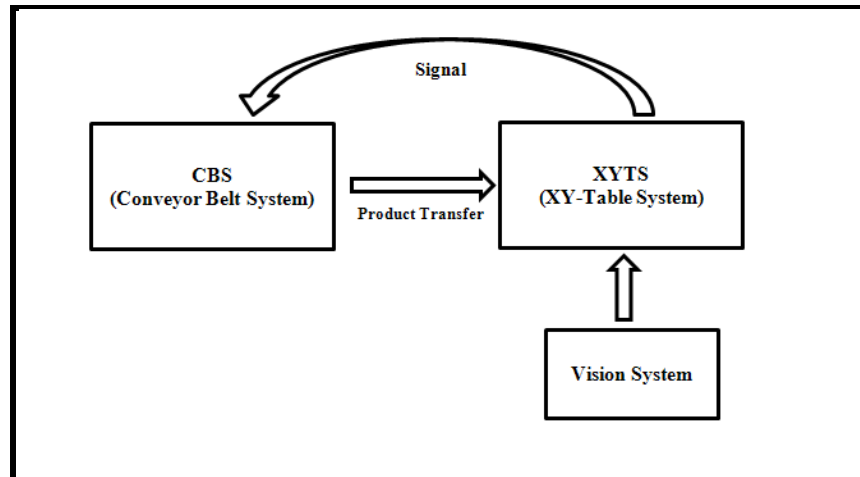 Signal
CBS
(Conveyor Belt System)
Product Transfer
XYTS
(XY-Table System)
Vision System